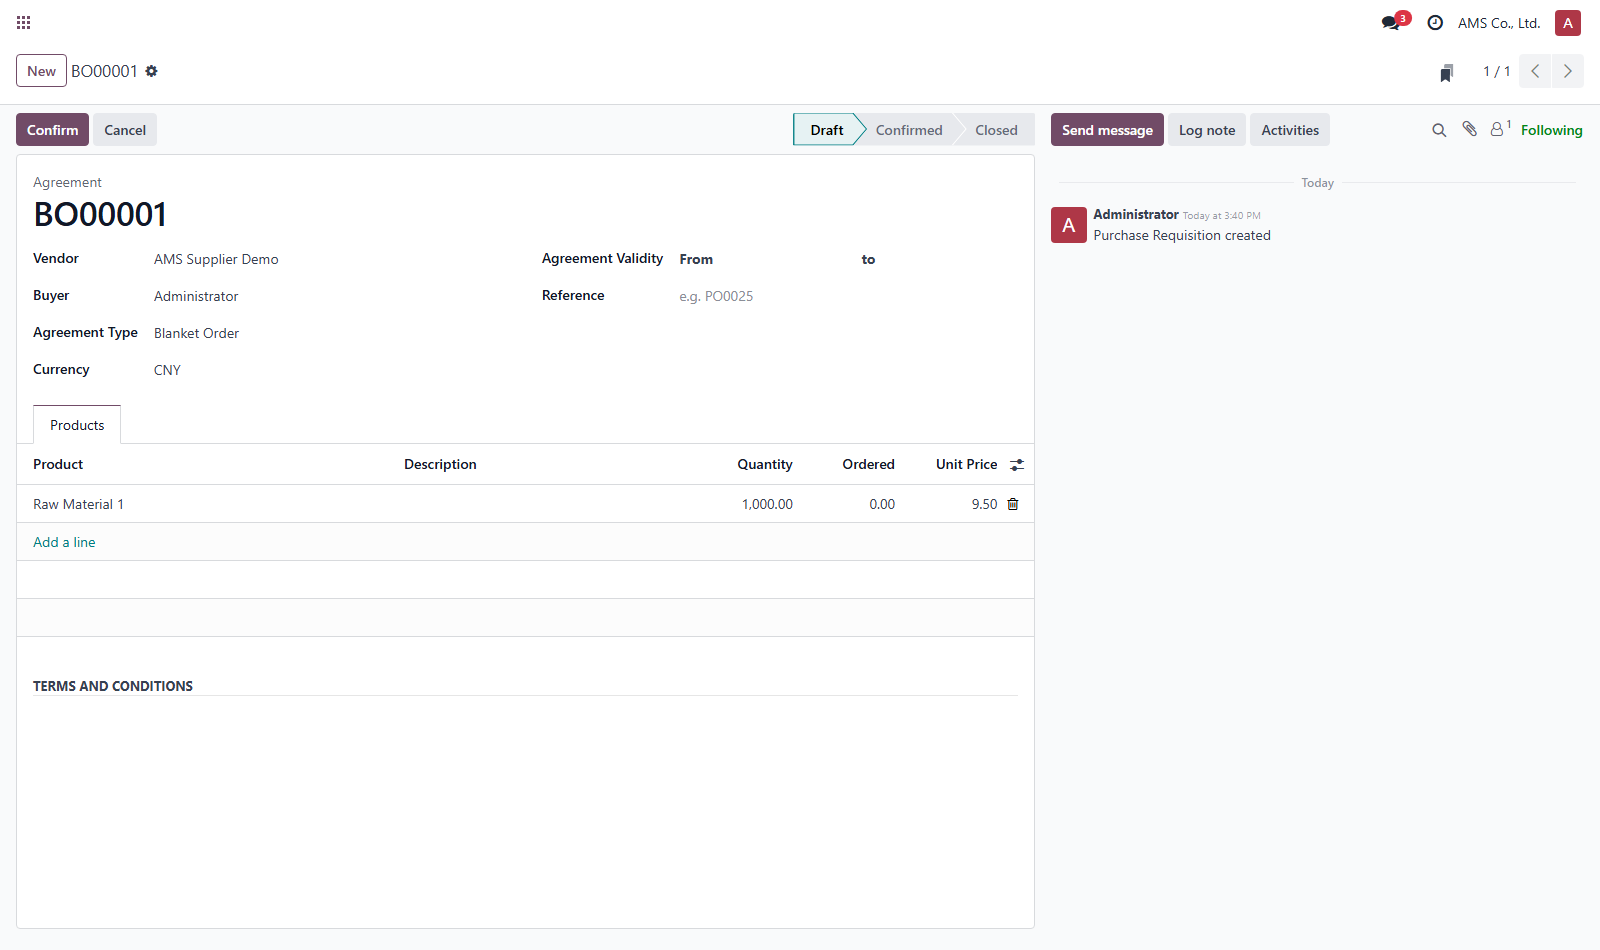 3 AMS Co., Ltd. A
New BO00001 1 / 1
Confirm Cancel Draft Confirmed Closed Send message Log note Activities 1 Following
Agreement
BO00001
Vendor AMS Supplier Demo Agreement Validity From to
Buyer Administrator Reference e.g. PO0025
Agreement Type Blanket Order
Currency CNY
Products
Product Description Quantity Ordered Unit Price
Raw Material 1 1,000.00 0.00 9.50
Add a line
TERMS AND CONDITIONS
Today
A Administrator Today at 3:40 PM
Purchase Requisition created